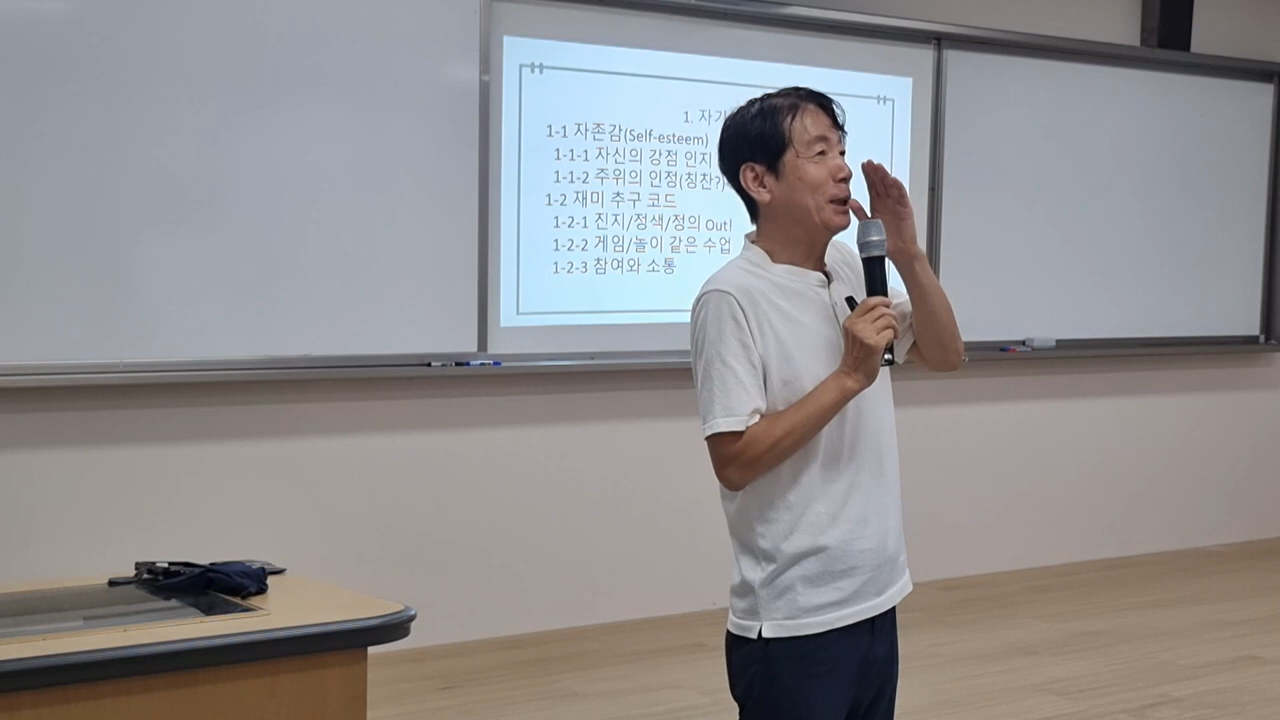 1. 자기
1-1 자존감(Self-esteem)
1-1-1 자신의 강점 인지
1-1-2 주위의 인정(칭찬?)
1-2 재미 추구 코드
1-2-1 진지/정색/정의 Out!
1-2-2 게임/놀이 같은 수업
1-2-3 참여와 소통